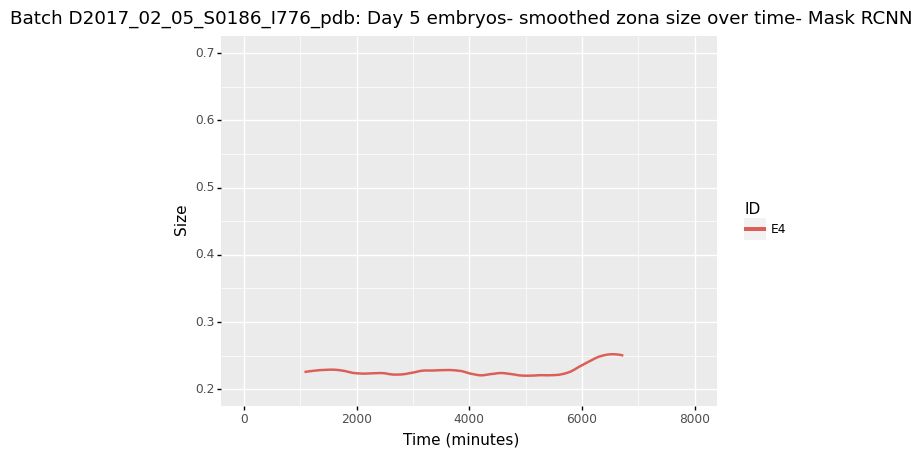 Batch D2017_02_05_S0186_I776_pdb: Day 5 embryos- smoothed zona size over time- Mask RCNN
0.7
0.6
0.5
0.4
0.3
0.2
Size
0 2000 4000 6000 8000
Time (minutes)
ID
E4